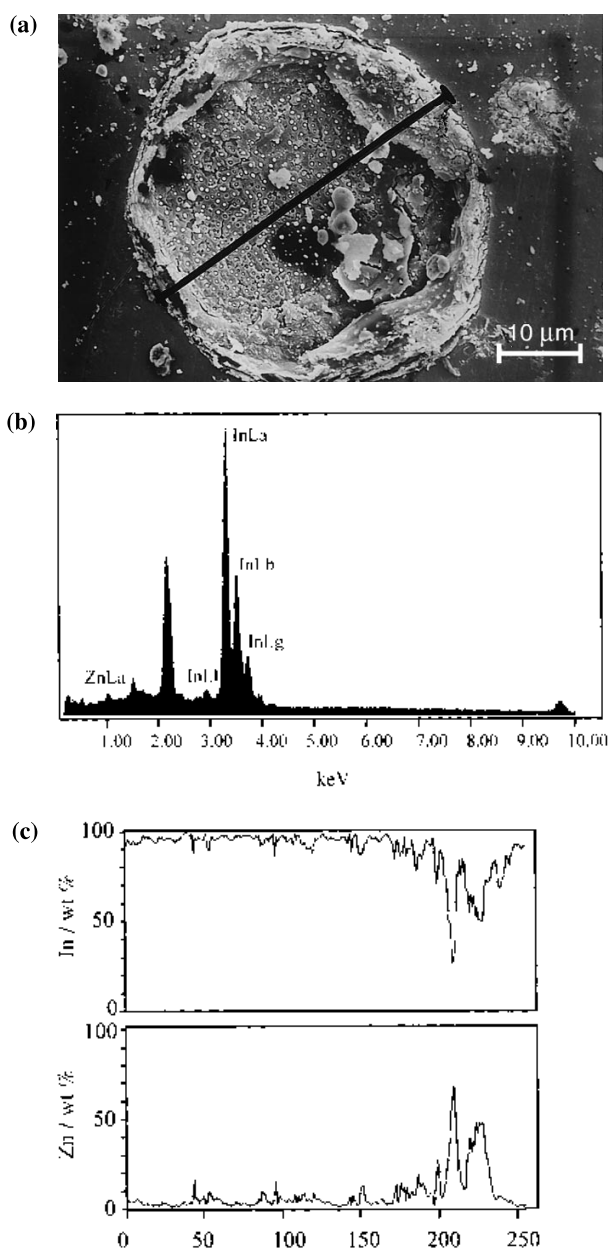 (a)
10 µm
(b)
InLa
InLb
InLg
ZnLa
InLl
1.00 2.00 3.00 4.00 5.00 6.00 7.00 8.00 9.00 10.00
keV
(c)
100
50
0
In / wt %
100
50
0
Zn / wt %
0 50 100 150 200 250